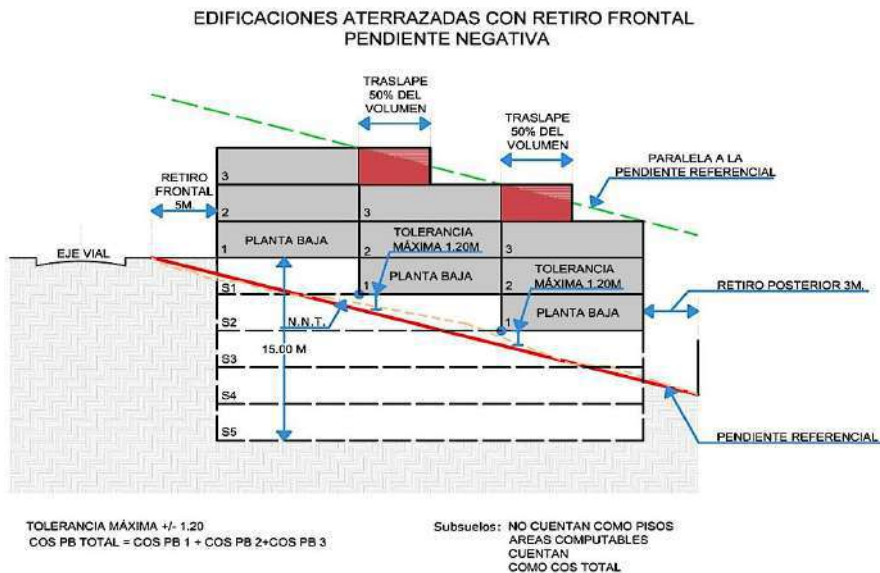 EDIFICACIONES ATERRAZADAS CON RETIRO FRONTAL
PENDIENTE NEGATIVA
TRASLAPE
50% DEL
VOLUMEN
TRASLAPE
50% DEL
VOLUMEN
PARALELA A LA
PENDIENTE REFERENCIAL
RETIRO
FRONTAL
5M
EJE VIAL
3
2
1
PLANTA BAJA
3
2
TOLERANCIA
MÁXIMA 1.20M
1
PLANTA BAJA
3
2
TOLERANCIA
MÁXIMA 1.20M
1
PLANTA BAJA
RETIRO POSTERIOR 3M.
S1
N.N.T.
S2
15.00 M
S3
S4
S5
PENDIENTE REFERENCIAL
TOLERANCIA MÁXIMA +/- 1.20
COS PB TOTAL = COS PB 1 + COS PB 2+COS PB 3
Subsuelos: NO CUENTAN COMO PISOS
AREAS COMPUTABLES
CUENTAN
COMO COS TOTAL